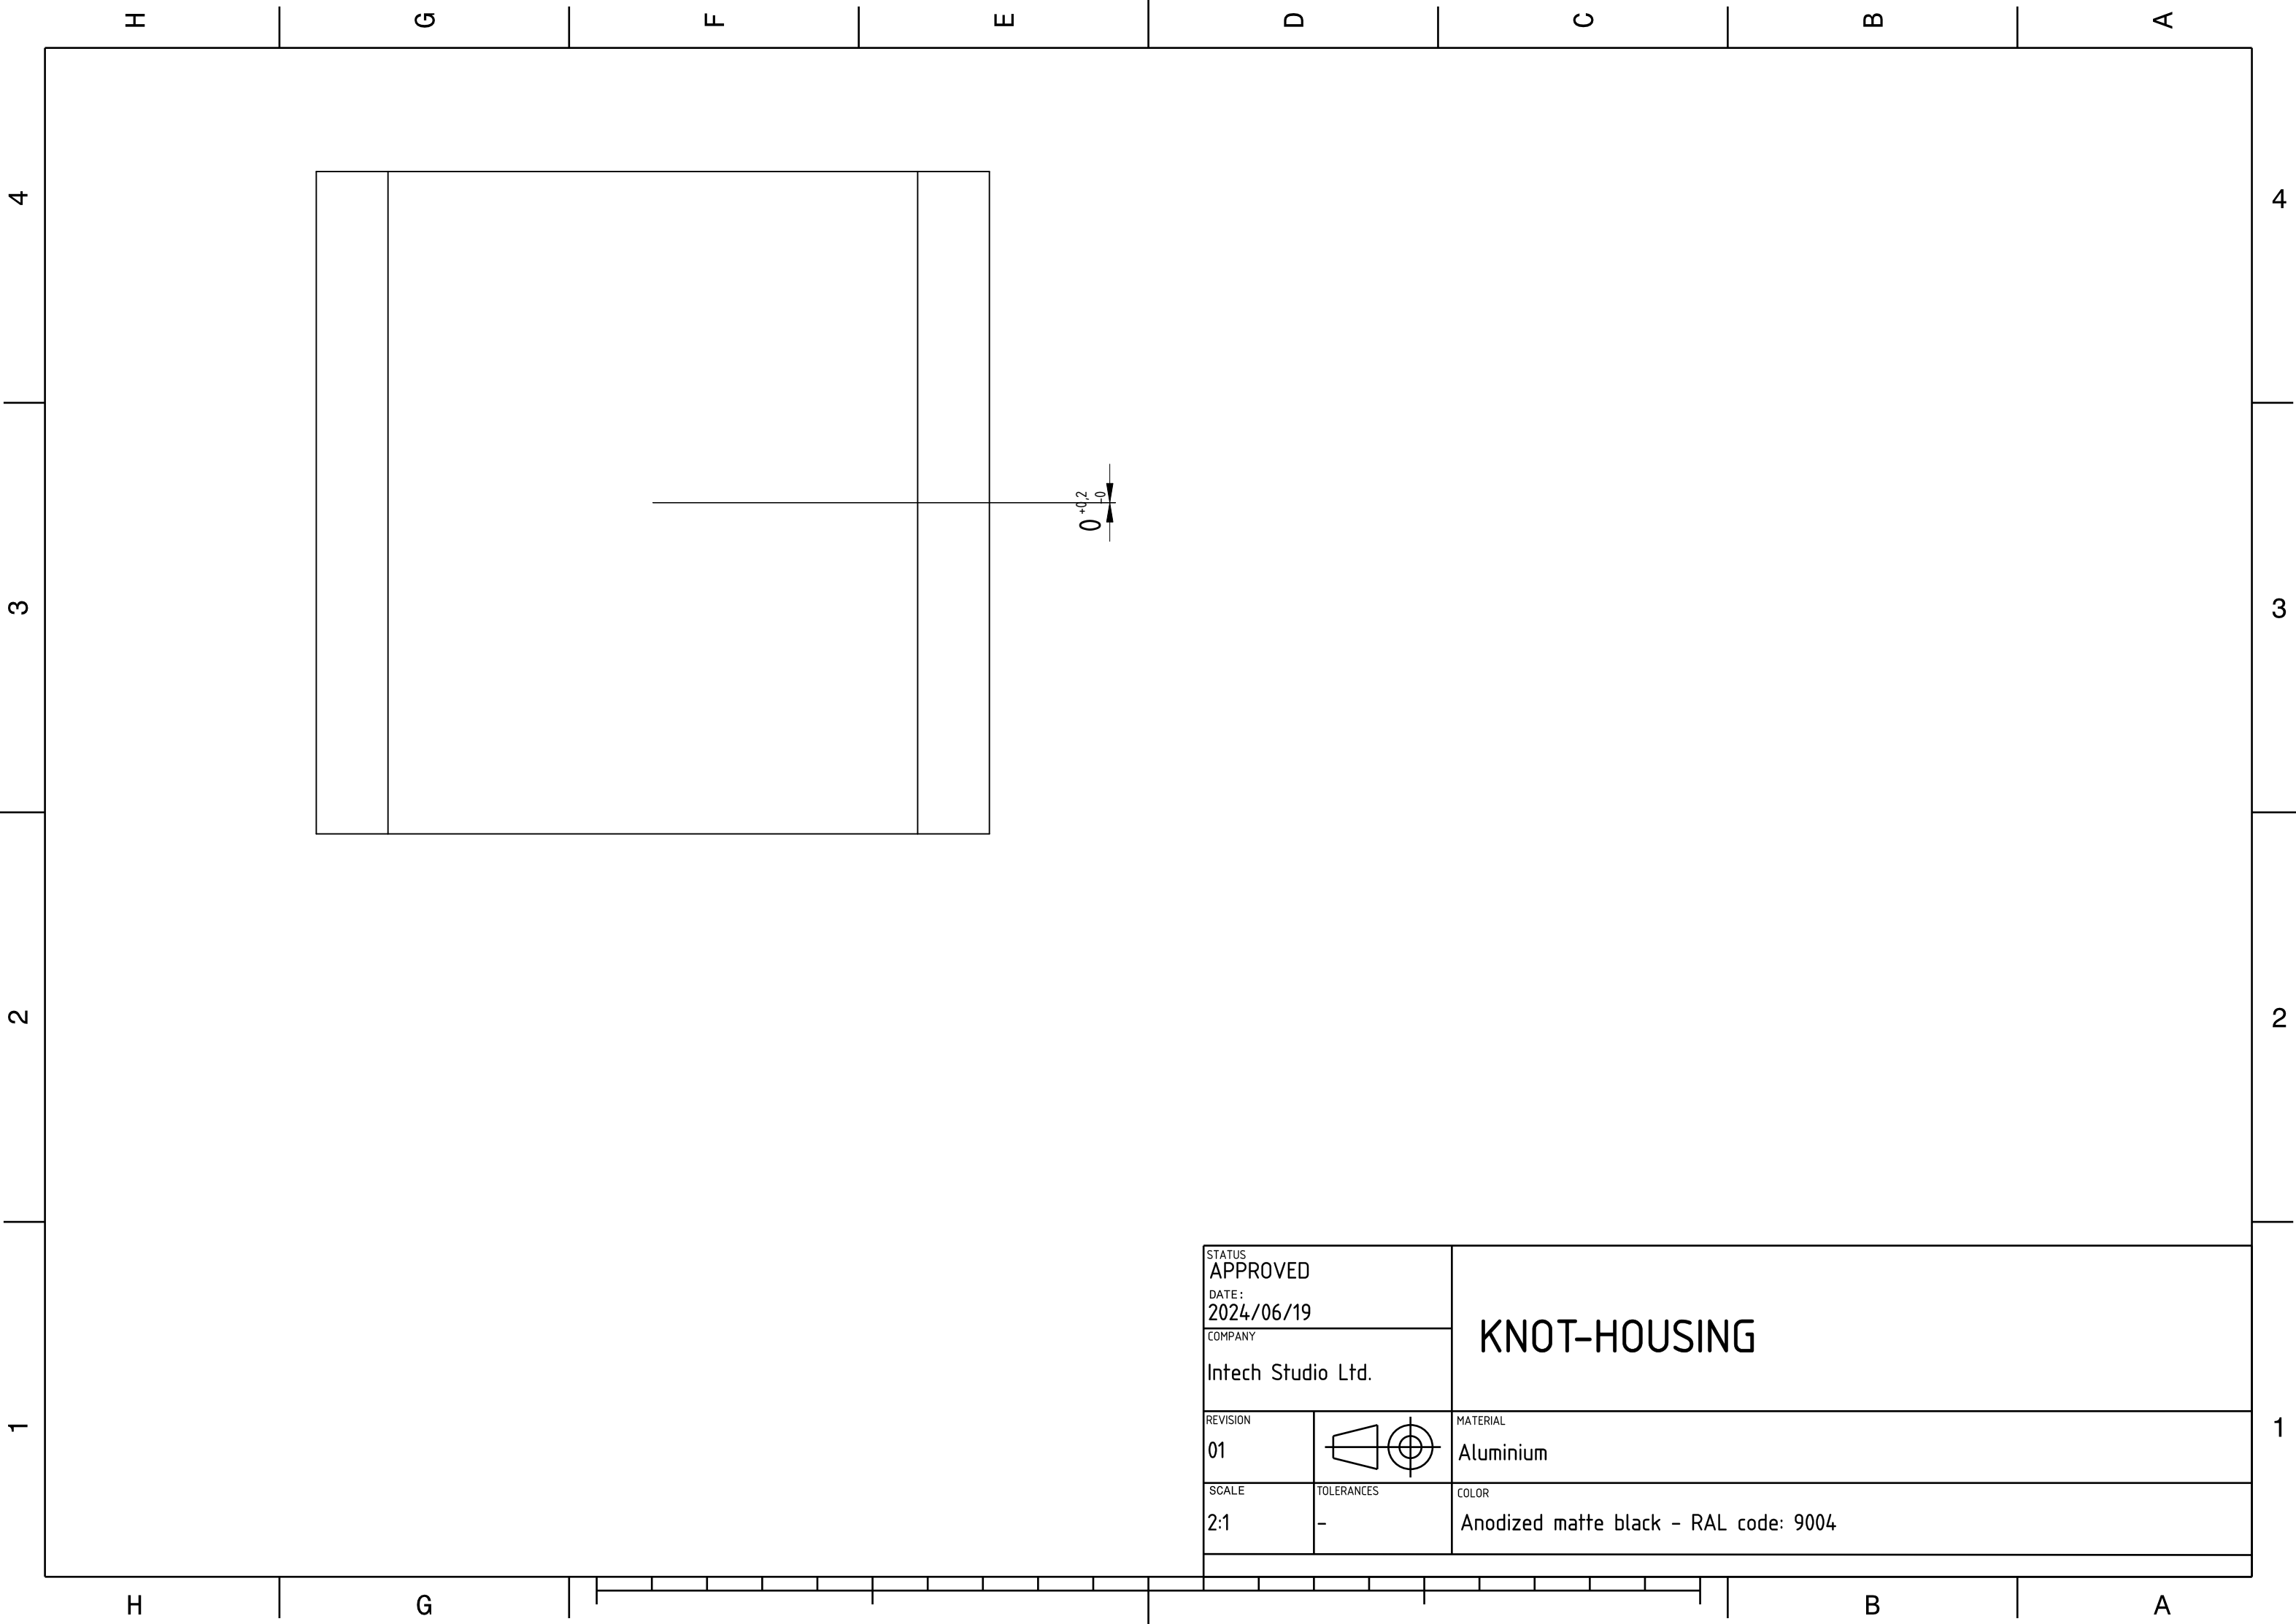 H G F E D C B A
4
4
3
3
0 +0,2 -0
2
2
1
1
STATUS
APPROVED
DATE:
2024/06/19
KNOT-HOUSING
COMPANY
Intech Studio Ltd.
REVISION
01
MATERIAL
Aluminium
SCALE
2:1
TOLERANCES
-
COLOR
Anodized matte black - RAL code: 9004
H G B A